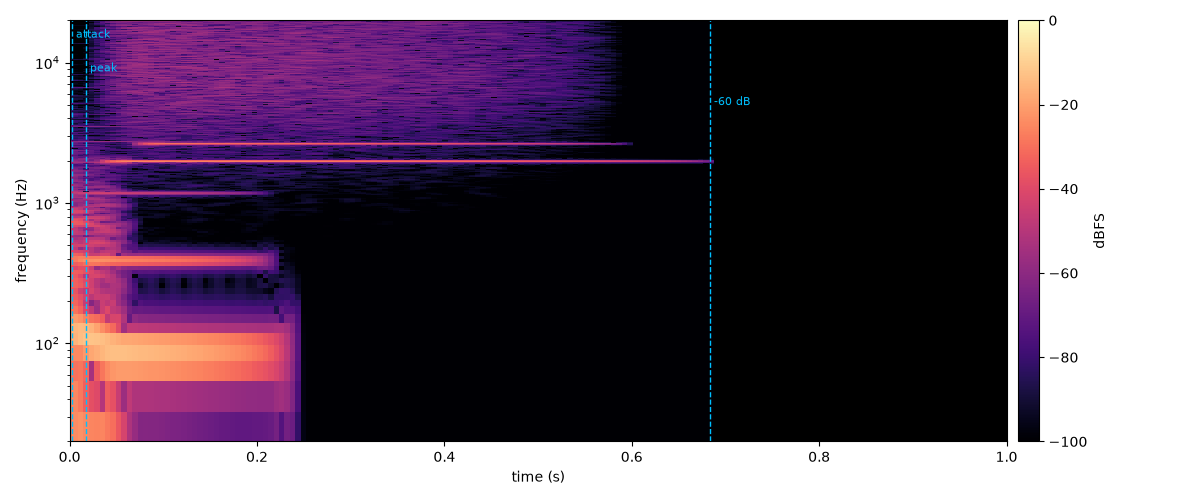 attack
peak
-60 dB
10⁴
10³
10²
frequency (Hz)
0.0 0.2 0.4 0.6 0.8 1.0
time (s)
0
−20
−40
−60
−80
−100
dBFS